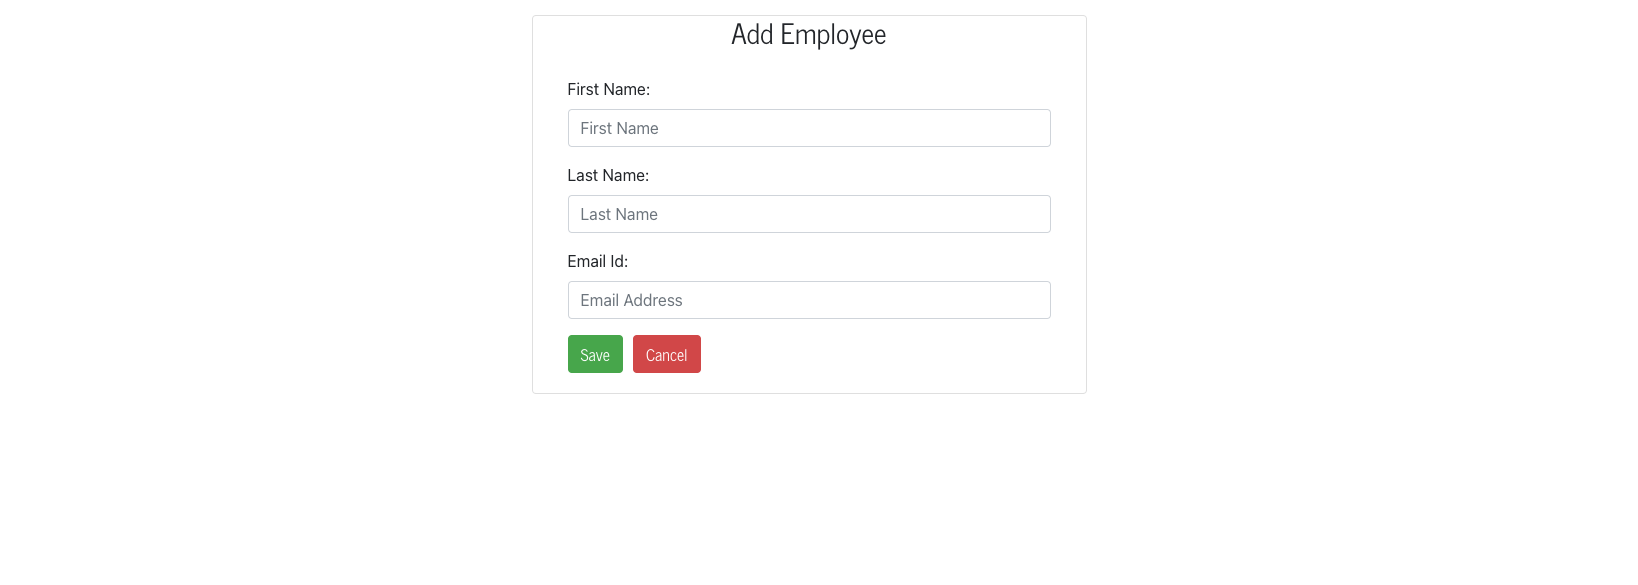 Add Employee
First Name:
First Name
Last Name:
Last Name
Email Id:
Email Address
Save Cancel